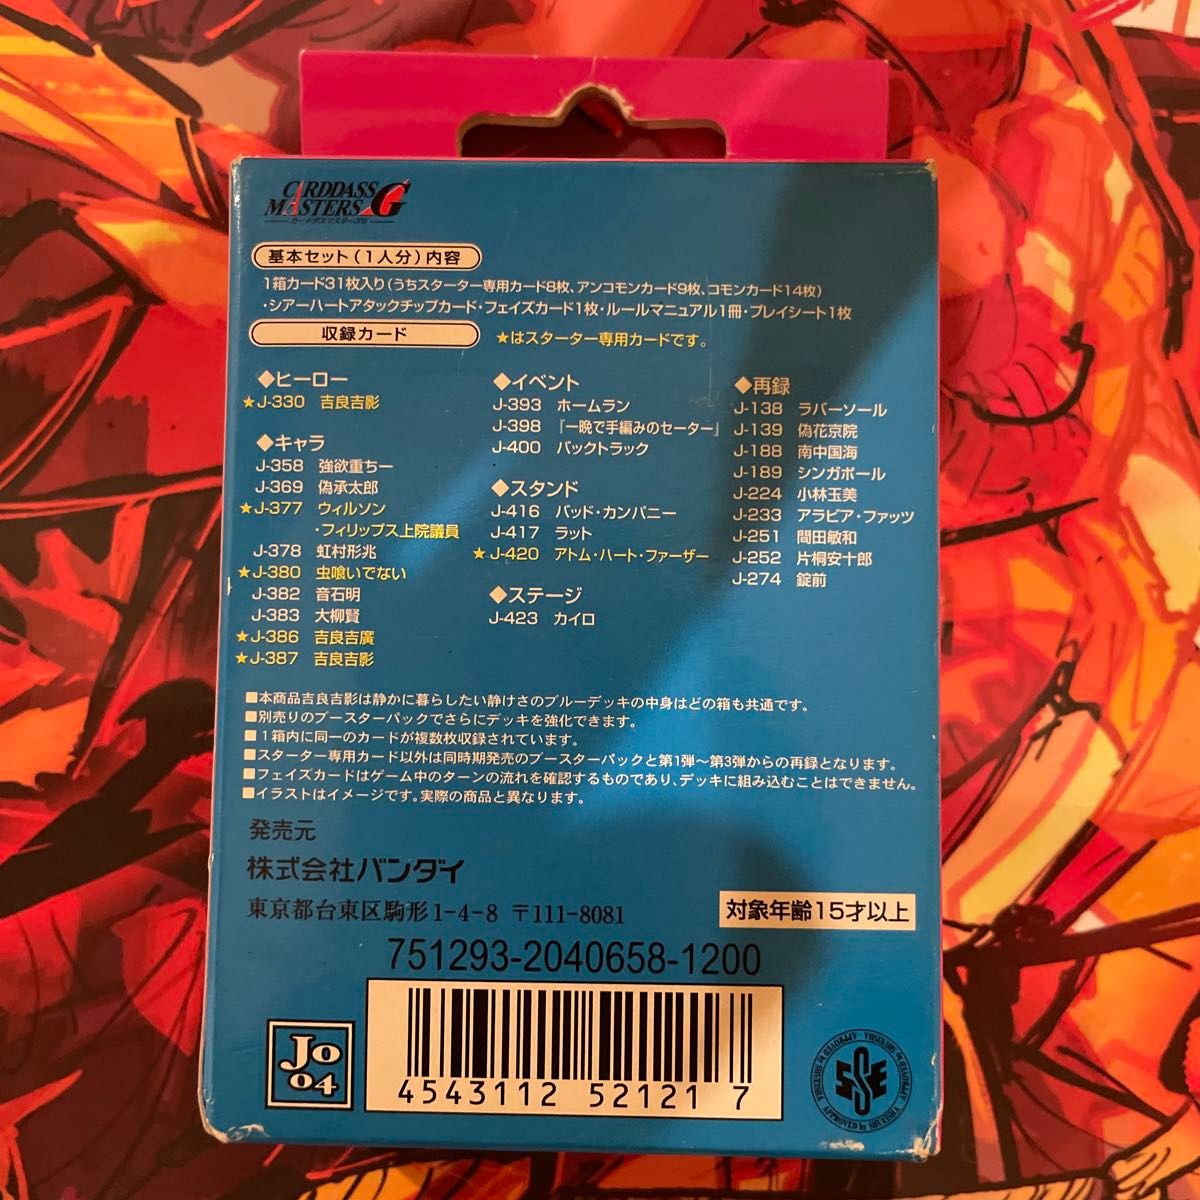 CARDDASS
MASTERS G
カードダスマスターズG
基本セット(1人分)内容
1箱カード31枚入り(うちスターター専用カード8枚、アンコモンカード9枚、コモンカード14枚)
・シアーハートアタックチップカード・フェイズカード1枚・ルールマニュアル1冊・プレイシート1枚
収録カード
★はスターター専用カードです。
◆ヒーロー
★J-330 吉良吉影
◆キャラ
J-358 強欲重ちー
J-369 偽承太郎
★J-377 ウィルソン
・フィリップス上院議員
J-378 虹村形兆
★J-380 虫喰いでない
J-382 音石明
J-383 大柳賢
★J-386 吉良吉廣
★J-387 吉良吉影
◆イベント
J-393 ホームラン
J-398 『一晩で手編みのセーター』
J-400 バックトラック
◆スタンド
J-416 バッド・カンパニー
J-417 ラット
★J-420 アトム・ハート・ファーザー
◆ステージ
J-423 カイロ
◆再録
J-138 ラバーソール
J-139 偽花京院
J-188 南中国海
J-189 シンガポール
J-224 小林玉美
J-233 アラビア・ファッツ
J-251 間田敏和
J-252 片桐安十郎
J-274 錠前
■本商品吉良吉影は静かに暮らしたい静けさのブルーデッキの中身はどの箱も共通です。
■別売りのブースターパックでさらにデッキを強化できます。
■1箱内に同一のカードが複数枚収録されています。
■スターター専用カード以外は同時期発売のブースターパックと第1弾〜第3弾からの再録となります。
■フェイズカードはゲーム中のターンの流れを確認するものであり、デッキに組み込むことはできません。
■イラストはイメージです。実際の商品と異なります。
発売元
株式会社バンダイ
東京都台東区駒形1-4-8 〒111-8081
対象年齢15才以上
751293-2040658-1200
4543112 52121 7
Jo
04
SSE
APPROVED by SHUEISHA